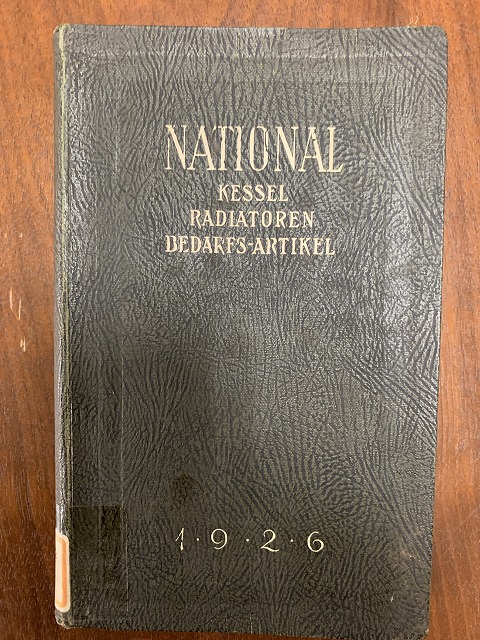 NATIONAL
KESSEL
RADIATOREN
BEDARFS-ARTIKEL
1·9·2·6